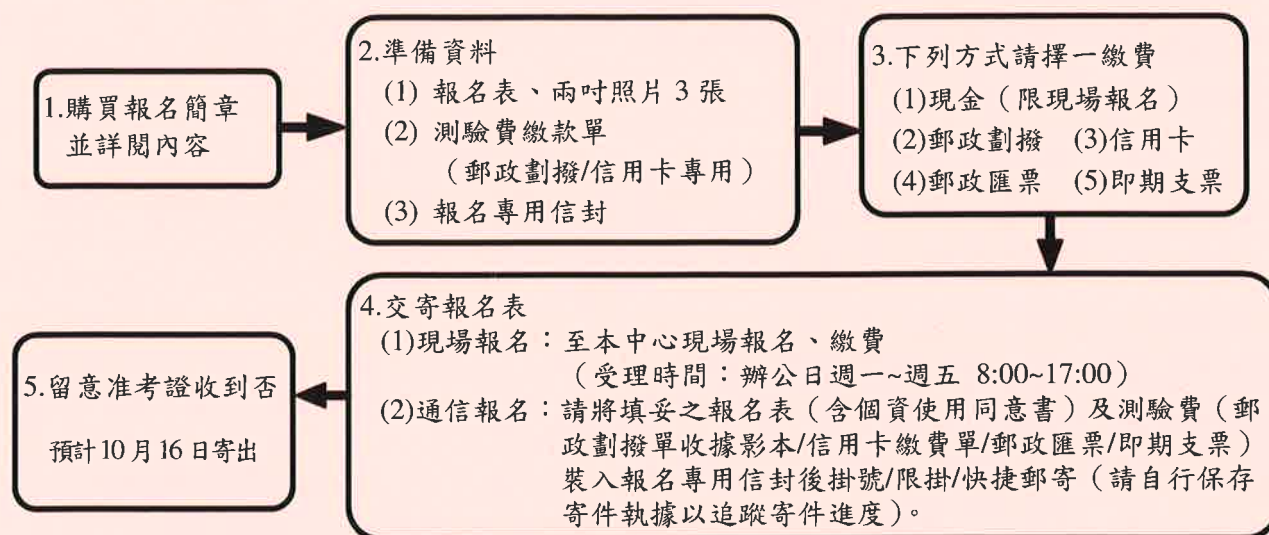 1.購買報名簡章
並詳閱內容
2.準備資料
(1) 報名表、兩吋照片 3 張
(2) 測驗費繳款單
（郵政劃撥/信用卡專用）
(3) 報名專用信封
3.下列方式請擇一繳費
(1)現金（限現場報名）
(2)郵政劃撥 (3)信用卡
(4)郵政匯票 (5)即期支票
4.交寄報名表
(1)現場報名：至本中心現場報名、繳費
（受理時間：辦公日週一~週五 8:00~17:00）
(2)通信報名：請將填妥之報名表（含個資使用同意書）及測驗費（郵
政劃撥單收據影本/信用卡繳費單/郵政匯票/即期支票）
裝入報名專用信封後掛號/限掛/快捷郵寄（請自行保存
寄件執據以追蹤寄件進度）。
5.留意准考證收到否
預計 10 月 16 日寄出